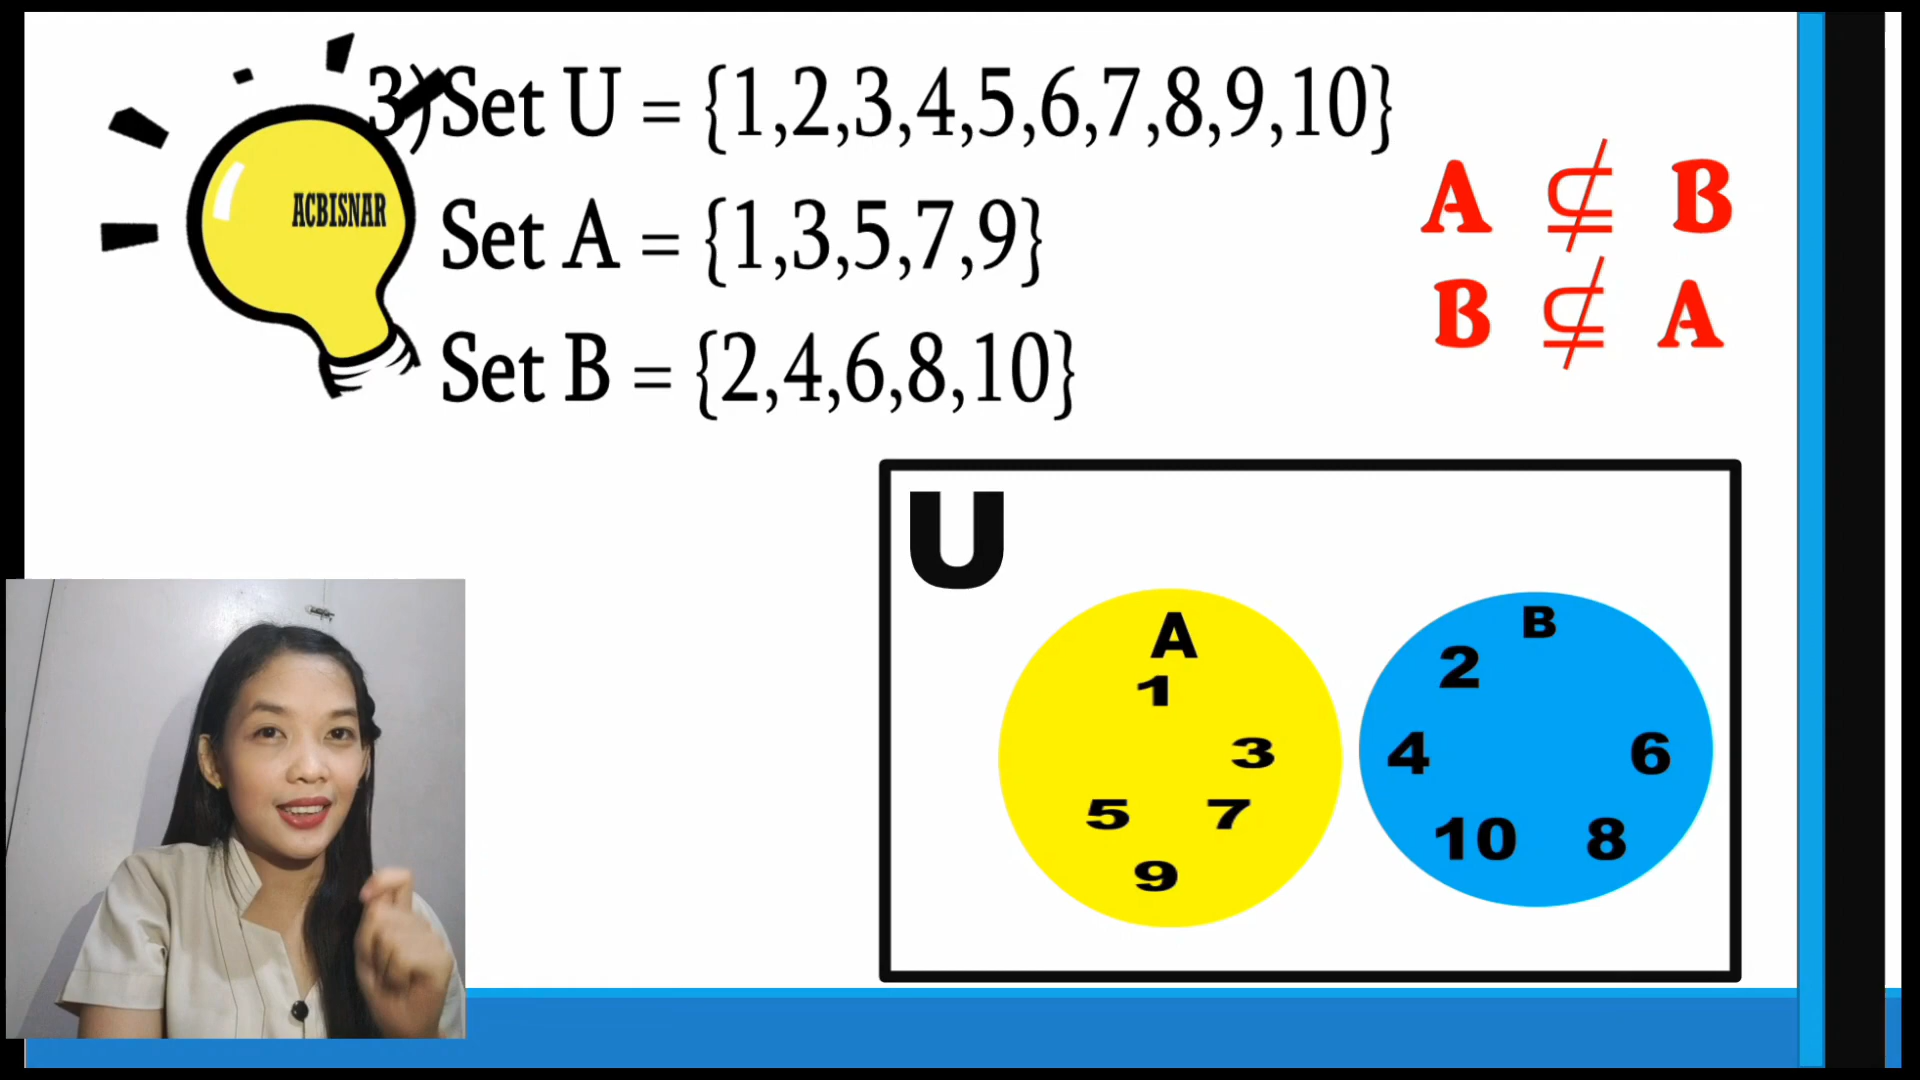 3) Set U = {1,2,3,4,5,6,7,8,9,10}
Set A = {1,3,5,7,9}
Set B = {2,4,6,8,10}
ACBISNAR
A ⊈ B
B ⊈ A
U
A
1
3
5 7
9
B
2
4 6
10 8